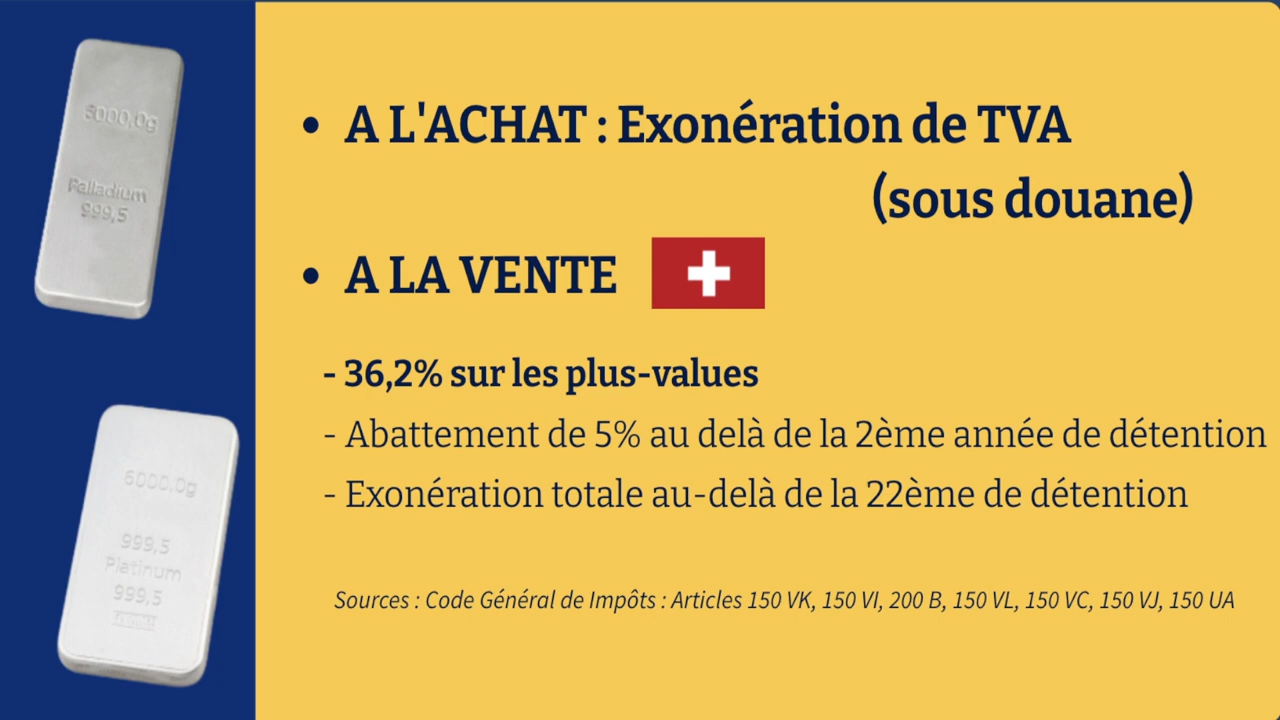 6000,0g
Palladium
999,5
6000,0g
999,5
Platinum
999,5
• A L'ACHAT : Exonération de TVA
(sous douane)
• A LA VENTE
- 36,2% sur les plus-values
- Abattement de 5% au delà de la 2ème année de détention
- Exonération totale au-delà de la 22ème de détention
Sources : Code Général de Impôts : Articles 150 VK, 150 VI, 200 B, 150 VL, 150 VC, 150 VJ, 150 UA